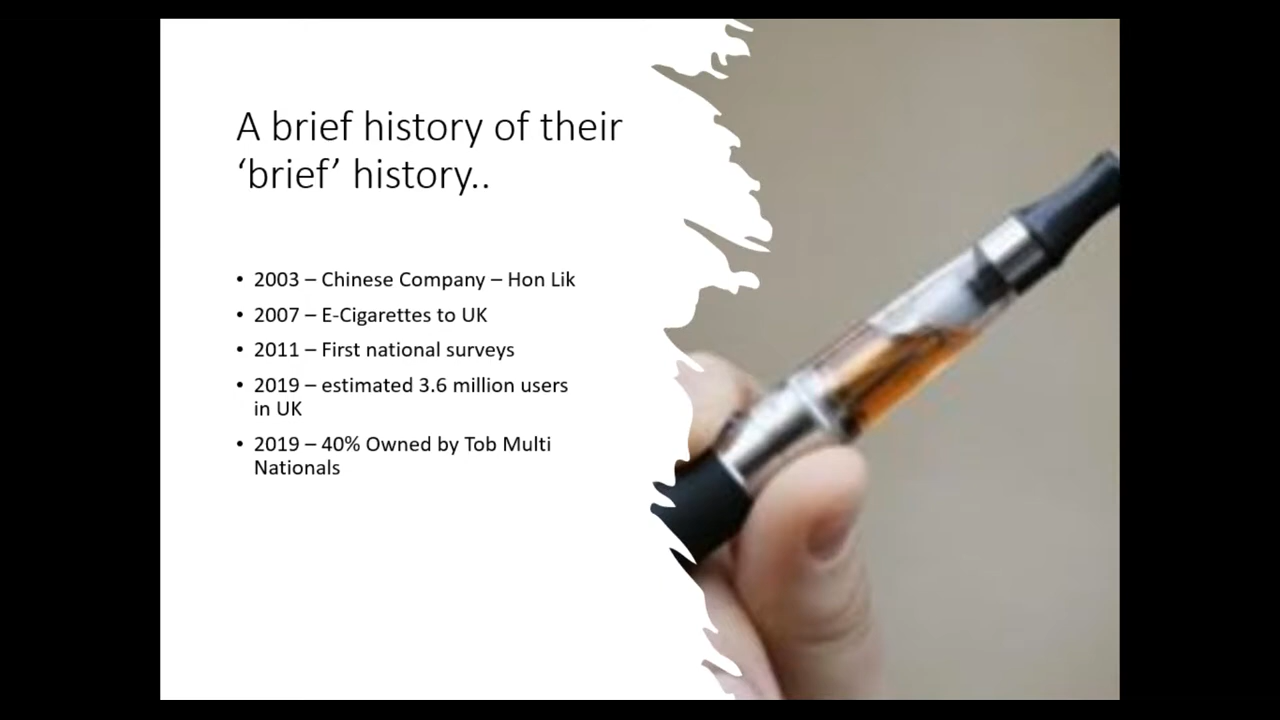 A brief history of their
‘brief’ history..
• 2003 – Chinese Company – Hon Lik
• 2007 – E-Cigarettes to UK
• 2011 – First national surveys
• 2019 – estimated 3.6 million users
in UK
• 2019 – 40% Owned by Tob Multi
Nationals